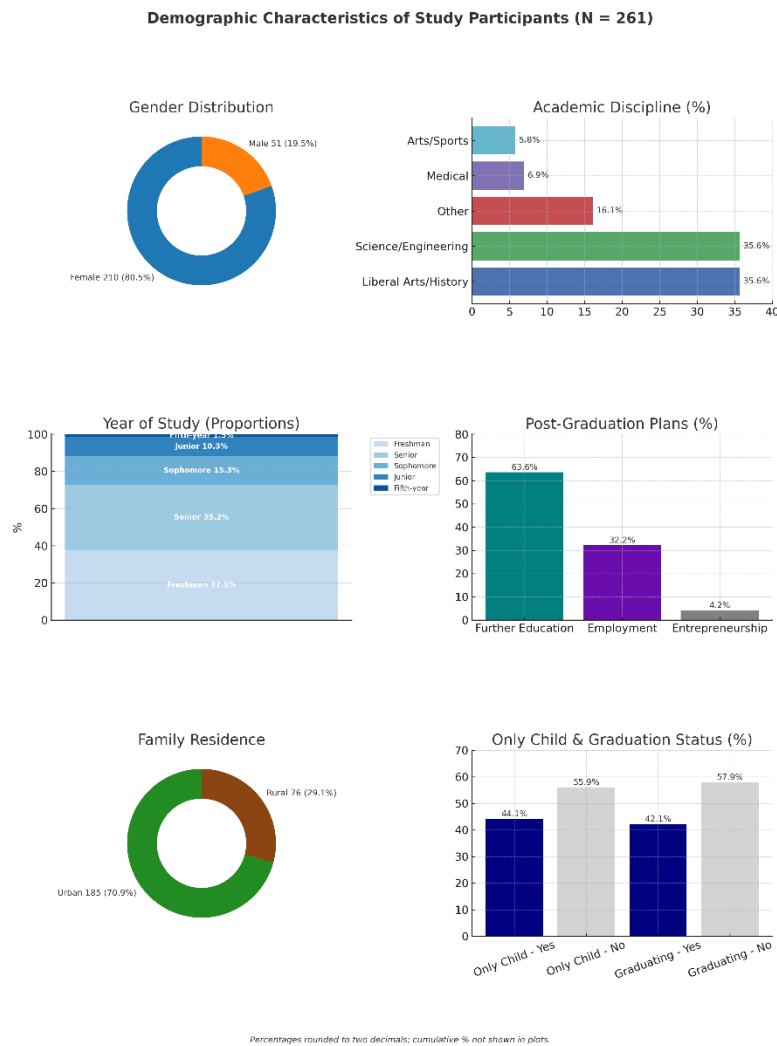 Demographic Characteristics of Study Participants (N = 261)
Gender Distribution
Male 51 (19.5%)
Female 210 (80.5%)
Academic Discipline (%)
Arts/Sports
5.8%
Medical
6.9%
Other
16.1%
Science/Engineering
35.6%
Liberal Arts/History
35.6%
0 5 10 15 20 25 30 35 40
Year of Study (Proportions)
%
100
80
60
40
20
0
Fifth-year 1.5%
Junior 10.3%
Sophomore 15.3%
Senior 35.2%
Freshman 37.5%
Freshman
Senior
Sophomore
Junior
Fifth-year
Post-Graduation Plans (%)
80
70
60
50
40
30
20
10
0
63.6%
32.2%
4.2%
Further Education Employment Entrepreneurship
Family Residence
Rural 76 (29.1%)
Urban 185 (70.9%)
Only Child & Graduation Status (%)
70
60
50
40
30
20
10
0
44.1%
55.9%
42.1%
57.9%
Only Child - Yes
Only Child - No
Graduating - Yes
Graduating - No
Percentages rounded to two decimals; cumulative % not shown in plots.